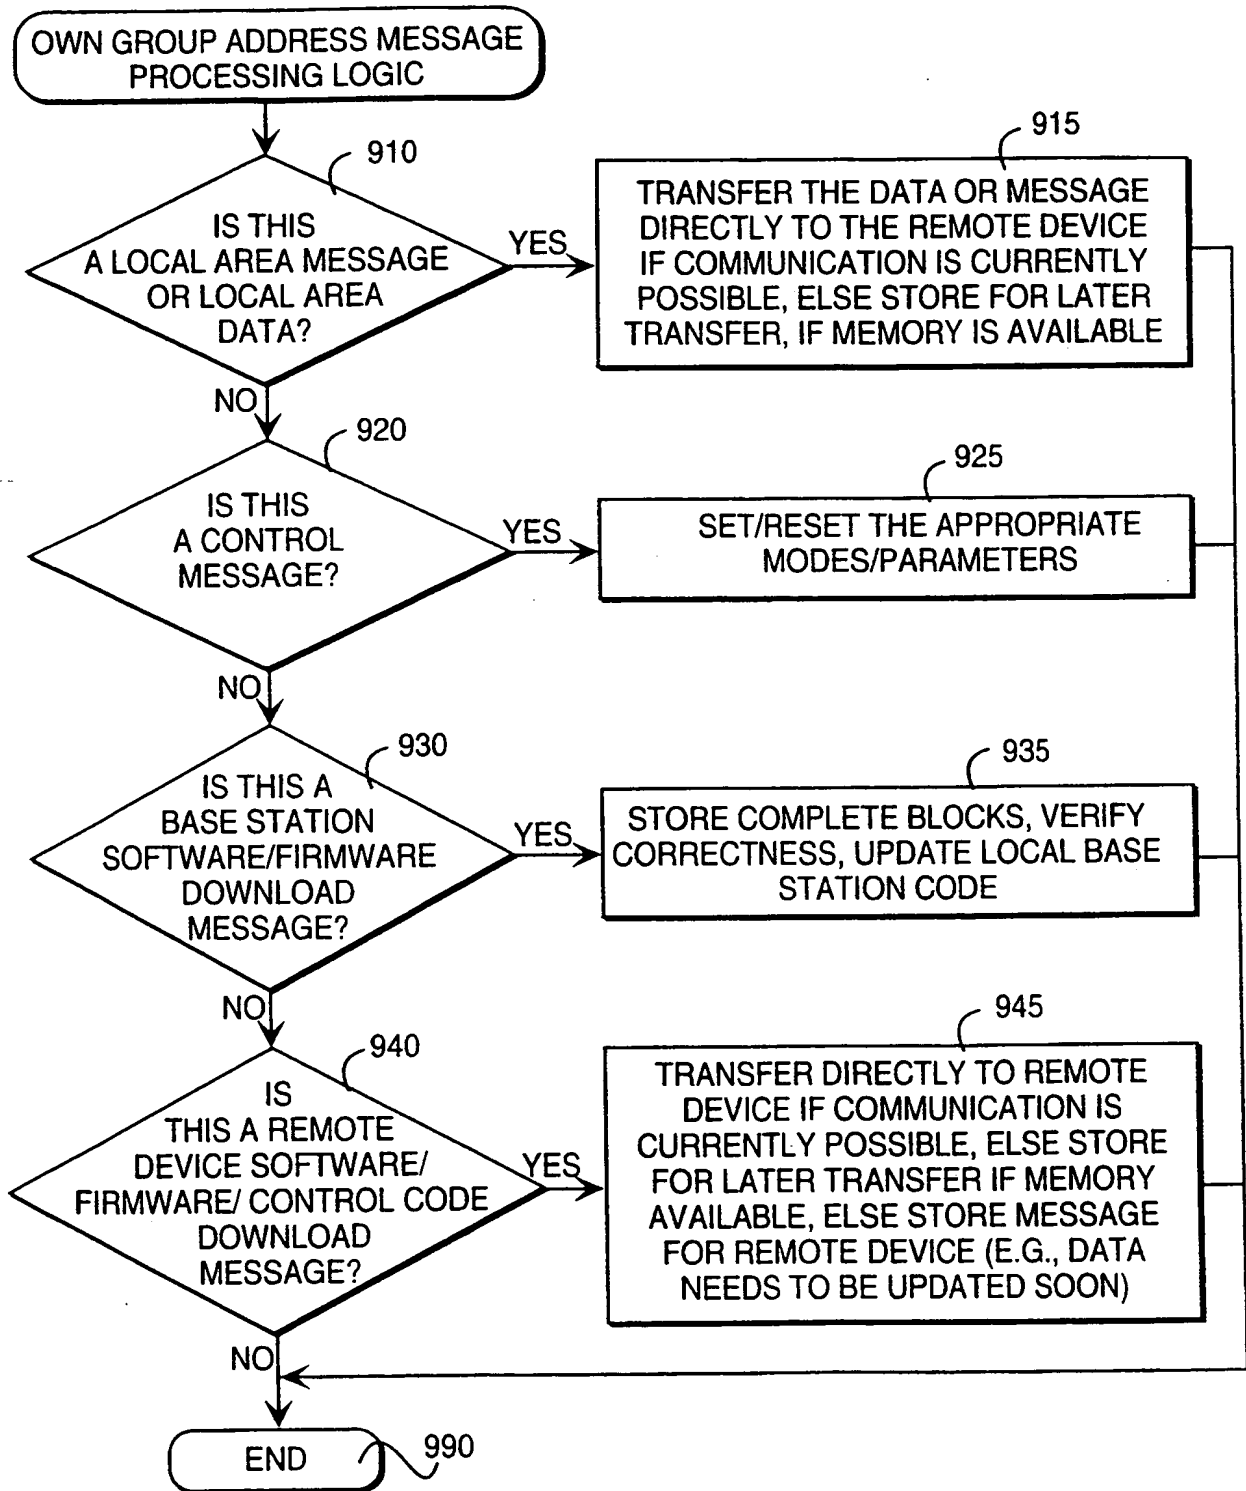 OWN GROUP ADDRESS MESSAGE
PROCESSING LOGIC
910
IS THIS
A LOCAL AREA MESSAGE
OR LOCAL AREA
DATA?
YES
NO
915
TRANSFER THE DATA OR MESSAGE
DIRECTLY TO THE REMOTE DEVICE
IF COMMUNICATION IS CURRENTLY
POSSIBLE, ELSE STORE FOR LATER
TRANSFER, IF MEMORY IS AVAILABLE
920
IS THIS
A CONTROL
MESSAGE?
YES
NO
925
SET/RESET THE APPROPRIATE
MODES/PARAMETERS
930
IS THIS A
BASE STATION
SOFTWARE/FIRMWARE
DOWNLOAD
MESSAGE?
YES
NO
935
STORE COMPLETE BLOCKS, VERIFY
CORRECTNESS, UPDATE LOCAL BASE
STATION CODE
940
IS
THIS A REMOTE
DEVICE SOFTWARE/
FIRMWARE/ CONTROL CODE
DOWNLOAD
MESSAGE?
YES
NO
945
TRANSFER DIRECTLY TO REMOTE
DEVICE IF COMMUNICATION IS
CURRENTLY POSSIBLE, ELSE STORE
FOR LATER TRANSFER IF MEMORY
AVAILABLE, ELSE STORE MESSAGE
FOR REMOTE DEVICE (E.G., DATA
NEEDS TO BE UPDATED SOON)
END
990